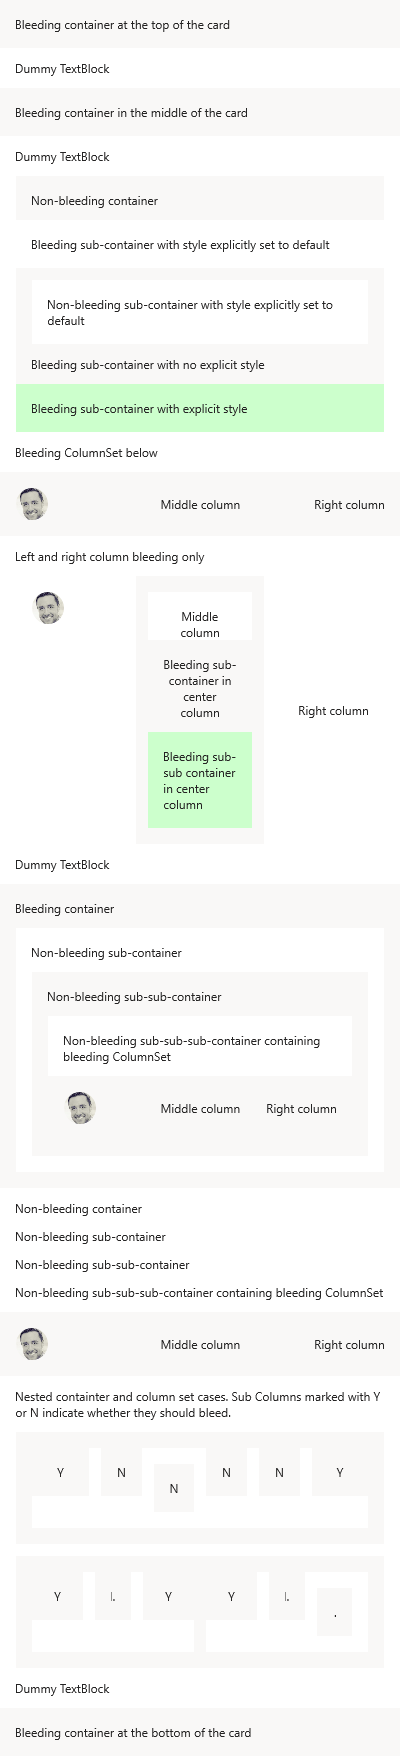 Bleeding container at the top of the card
Dummy TextBlock
Bleeding container in the middle of the card
Dummy TextBlock
Non-bleeding container
Bleeding sub-container with style explicitly set to default
Non-bleeding sub-container with style explicitly set to
default
Bleeding sub-container with no explicit style
Bleeding sub-container with explicit style
Bleeding ColumnSet below
Middle column Right column
Left and right column bleeding only
Middle
column
Bleeding sub-
container in
center
column
Right column
Bleeding sub-
sub container
in center
column
Dummy TextBlock
Bleeding container
Non-bleeding sub-container
Non-bleeding sub-sub-container
Non-bleeding sub-sub-sub-container containing
bleeding ColumnSet
Middle column Right column
Non-bleeding container
Non-bleeding sub-container
Non-bleeding sub-sub-container
Non-bleeding sub-sub-sub-container containing bleeding ColumnSet
Middle column Right column
Nested containter and column set cases. Sub Columns marked with Y
or N indicate whether they should bleed.
Y N N N N Y
Y Y Y
Dummy TextBlock
Bleeding container at the bottom of the card